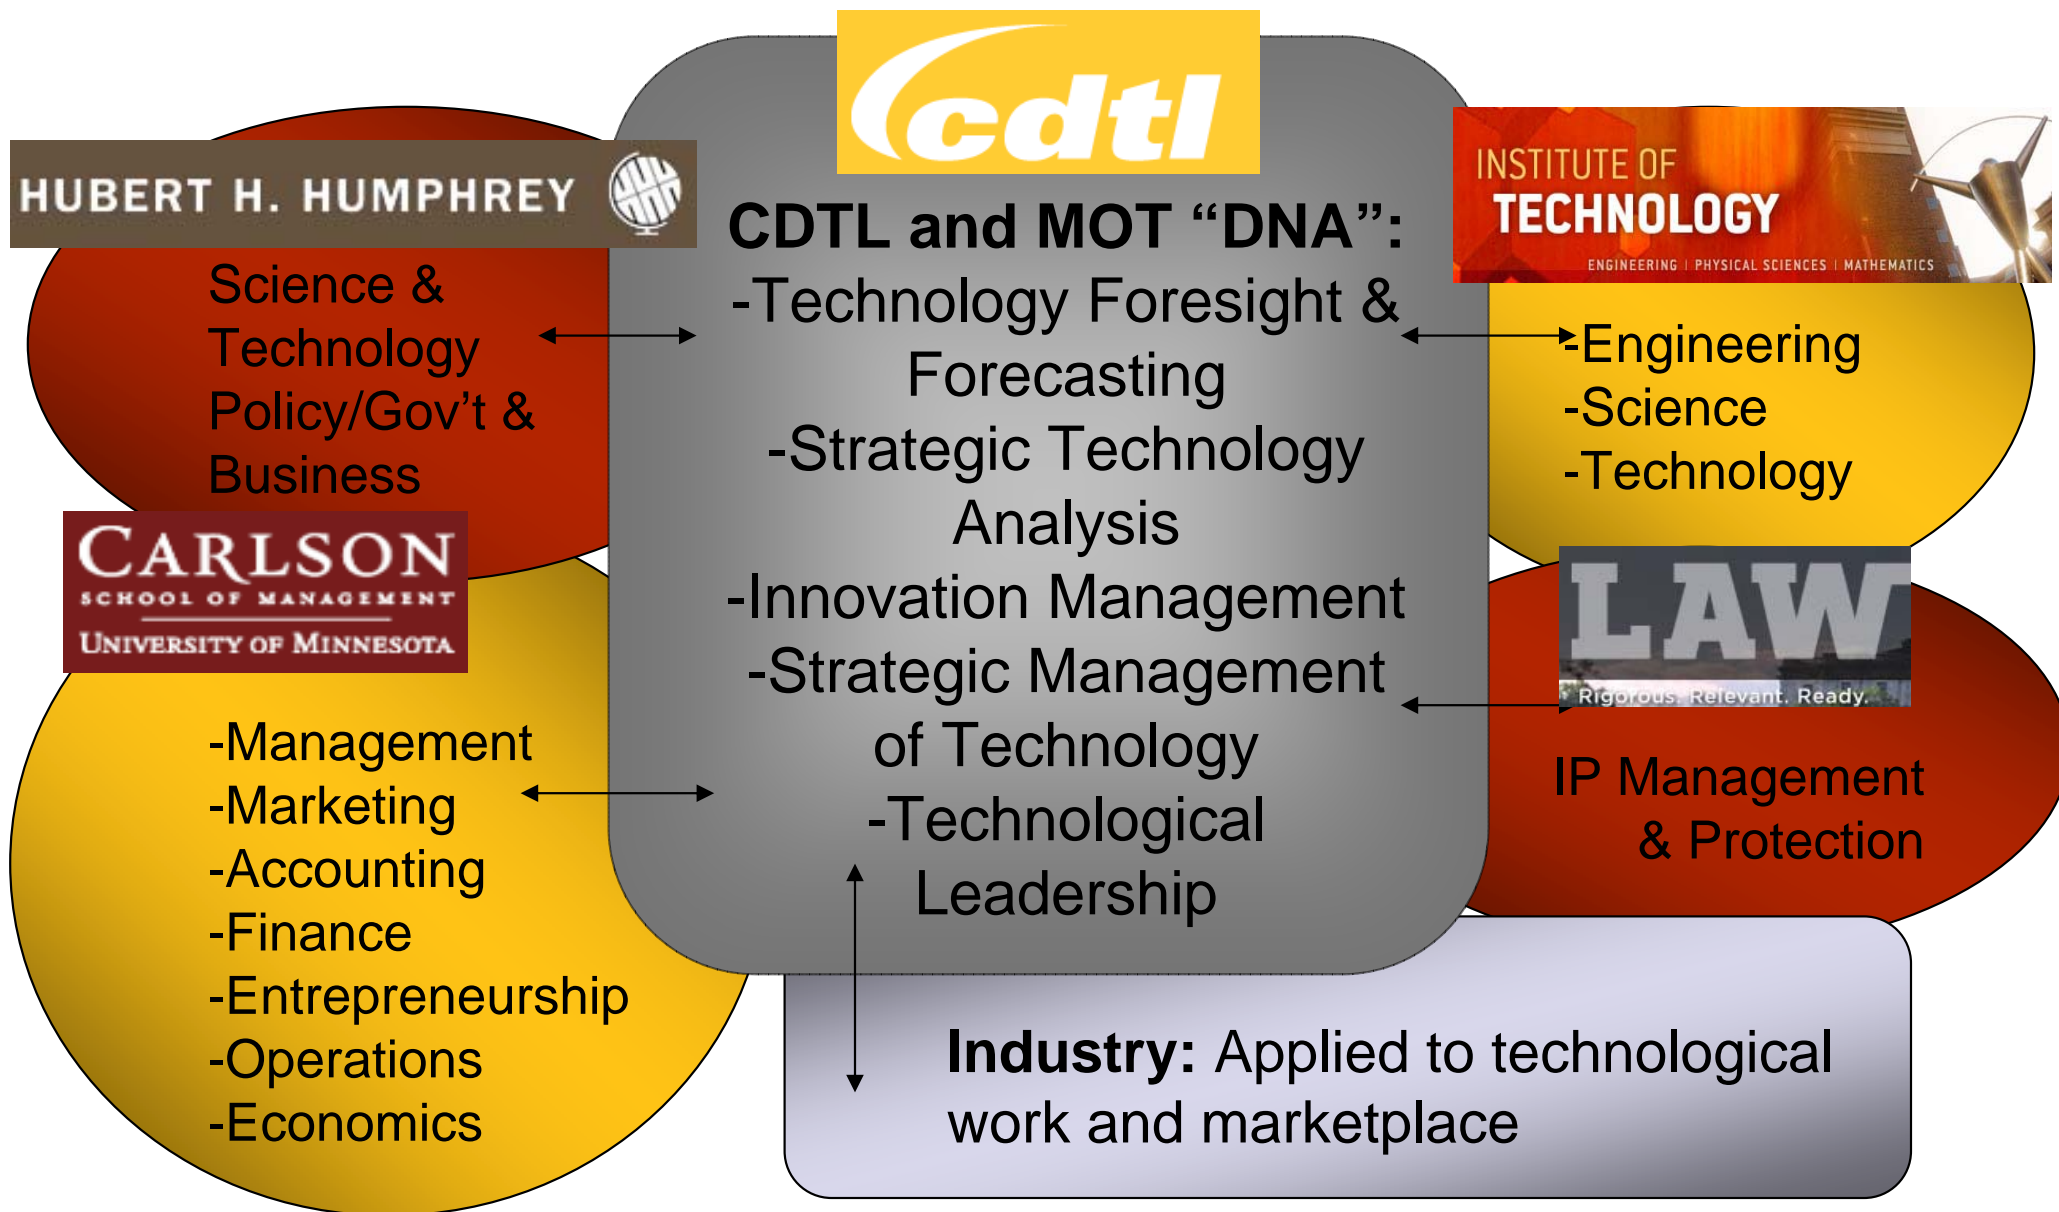 cdtl
HUBERT H. HUMPHREY
Science &
Technology
Policy/Gov’t &
Business
CARLSON
SCHOOL OF MANAGEMENT
UNIVERSITY OF MINNESOTA
-Management
-Marketing
-Accounting
-Finance
-Entrepreneurship
-Operations
-Economics
CDTL and MOT “DNA”:
-Technology Foresight &
Forecasting
-Strategic Technology
Analysis
-Innovation Management
-Strategic Management
of Technology
-Technological
Leadership
INSTITUTE OF
TECHNOLOGY
ENGINEERING | PHYSICAL SCIENCES | MATHEMATICS
-Engineering
-Science
-Technology
LAW
Rigorous. Relevant. Ready.
IP Management
& Protection
Industry: Applied to technological
work and marketplace